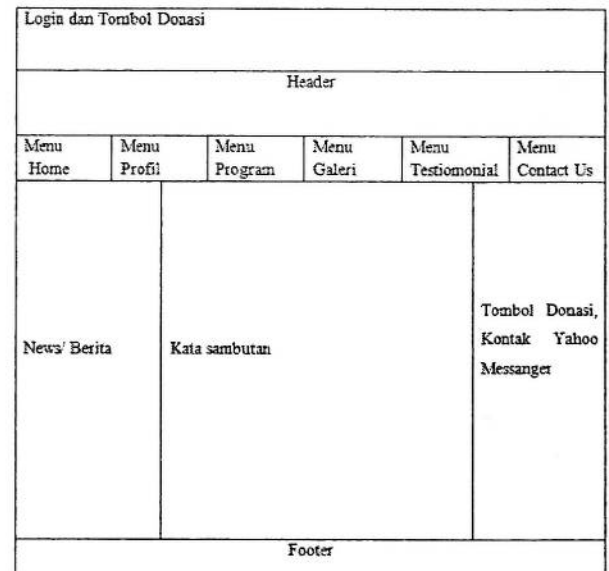 Login dan Tombol Donasi
Header
Menu Home
Menu Profil
Menu Program
Menu Galeri
Menu Testiomonial
Menu Contact Us
News/ Berita
Kata sambutan
Tombol Donasi,
Kontak Yahoo
Messanger
Footer